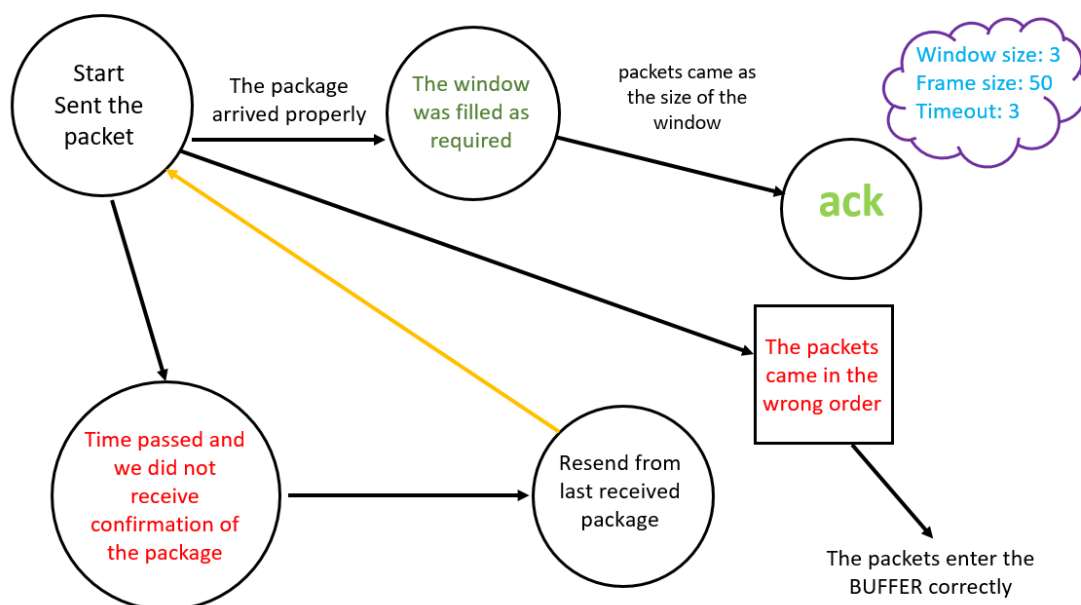 Start
Sent the
packet
The package
arrived properly
The window
was filled as
required
packets came as
the size of the
window
Window size: 3
Frame size: 50
Timeout: 3
ack
The packets
came in the
wrong order
Time passed and
we did not
receive
confirmation of
the package
Resend from
last received
package
The packets enter the
BUFFER correctly